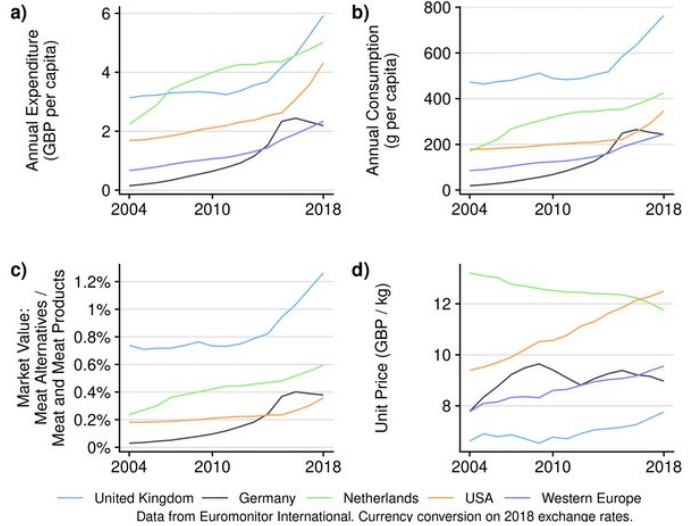 a)
Annual Expenditure
(GBP per capita)
6
4
2
0
2004 2010 2018
b)
Annual Consumption
(g per capita)
800
600
400
200
0
2004 2010 2018
c)
Market Value:
Meat Alternatives /
Meat and Meat Products
1.2%
1%
0.8%
0.6%
0.4%
0.2%
0%
2004 2010 2018
d)
Unit Price (GBP / kg)
12
10
8
2004 2010 2018
United Kingdom Germany Netherlands USA Western Europe
Data from Euromonitor International. Currency conversion on 2018 exchange rates.